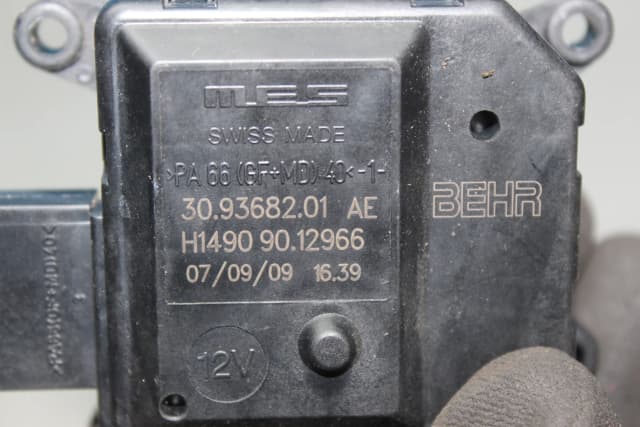 MES
SWISS MADE
>PA 66 (GF+MD) 40<-1-
30.93682.01 AE
H1490 90.12966
07/09/09 16.39
BEHR
12V